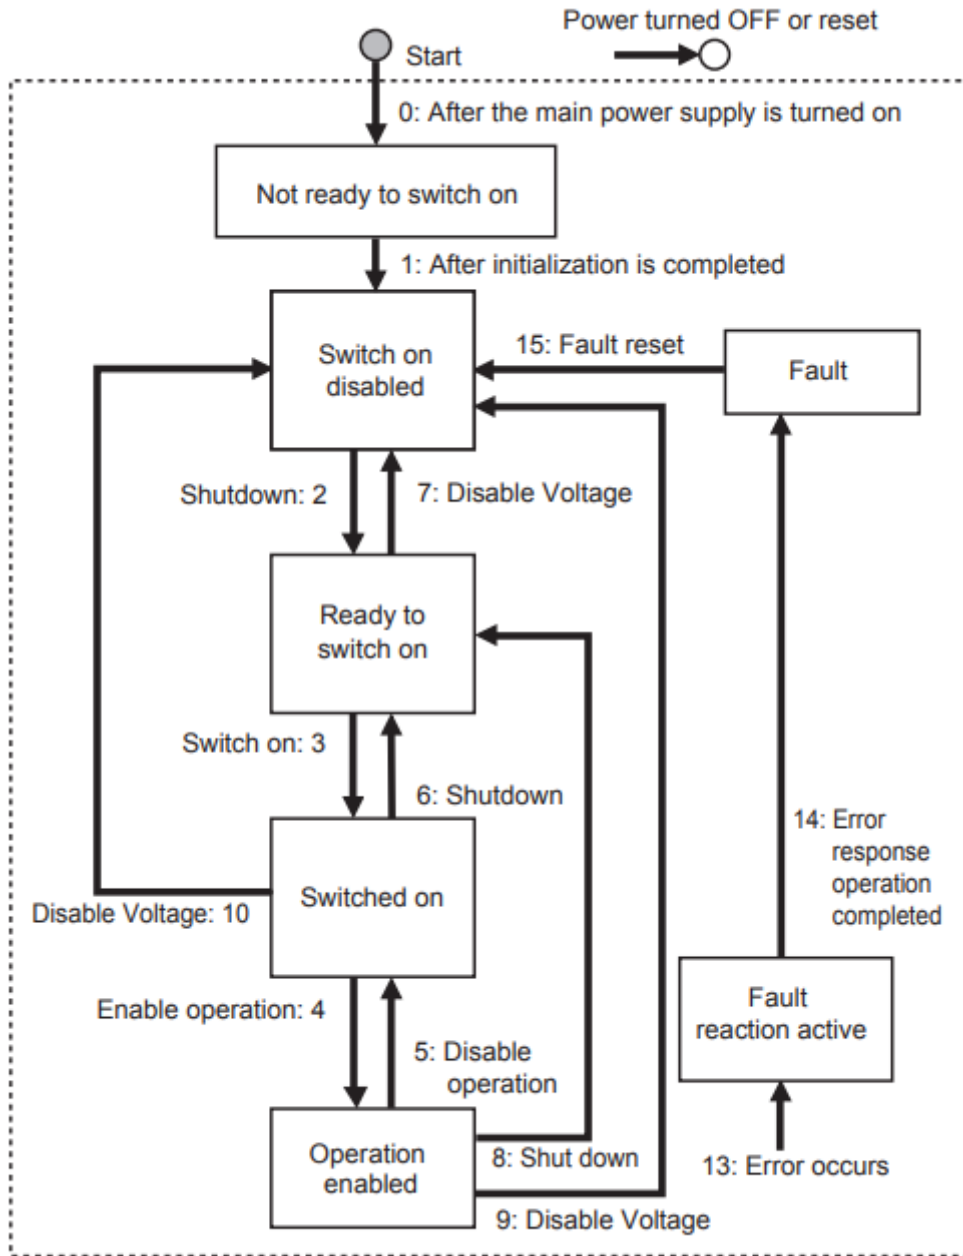 Power turned OFF or reset
Start
0: After the main power supply is turned on
Not ready to switch on
1: After initialization is completed
Switch on
disabled
15: Fault reset
Fault
Shutdown: 2
7: Disable Voltage
Ready to
switch on
Switch on: 3
6: Shutdown
14: Error
response
operation
completed
Switched on
Disable Voltage: 10
Enable operation: 4
5: Disable
operation
Fault
reaction active
Operation
enabled
8: Shut down
13: Error occurs
9: Disable Voltage